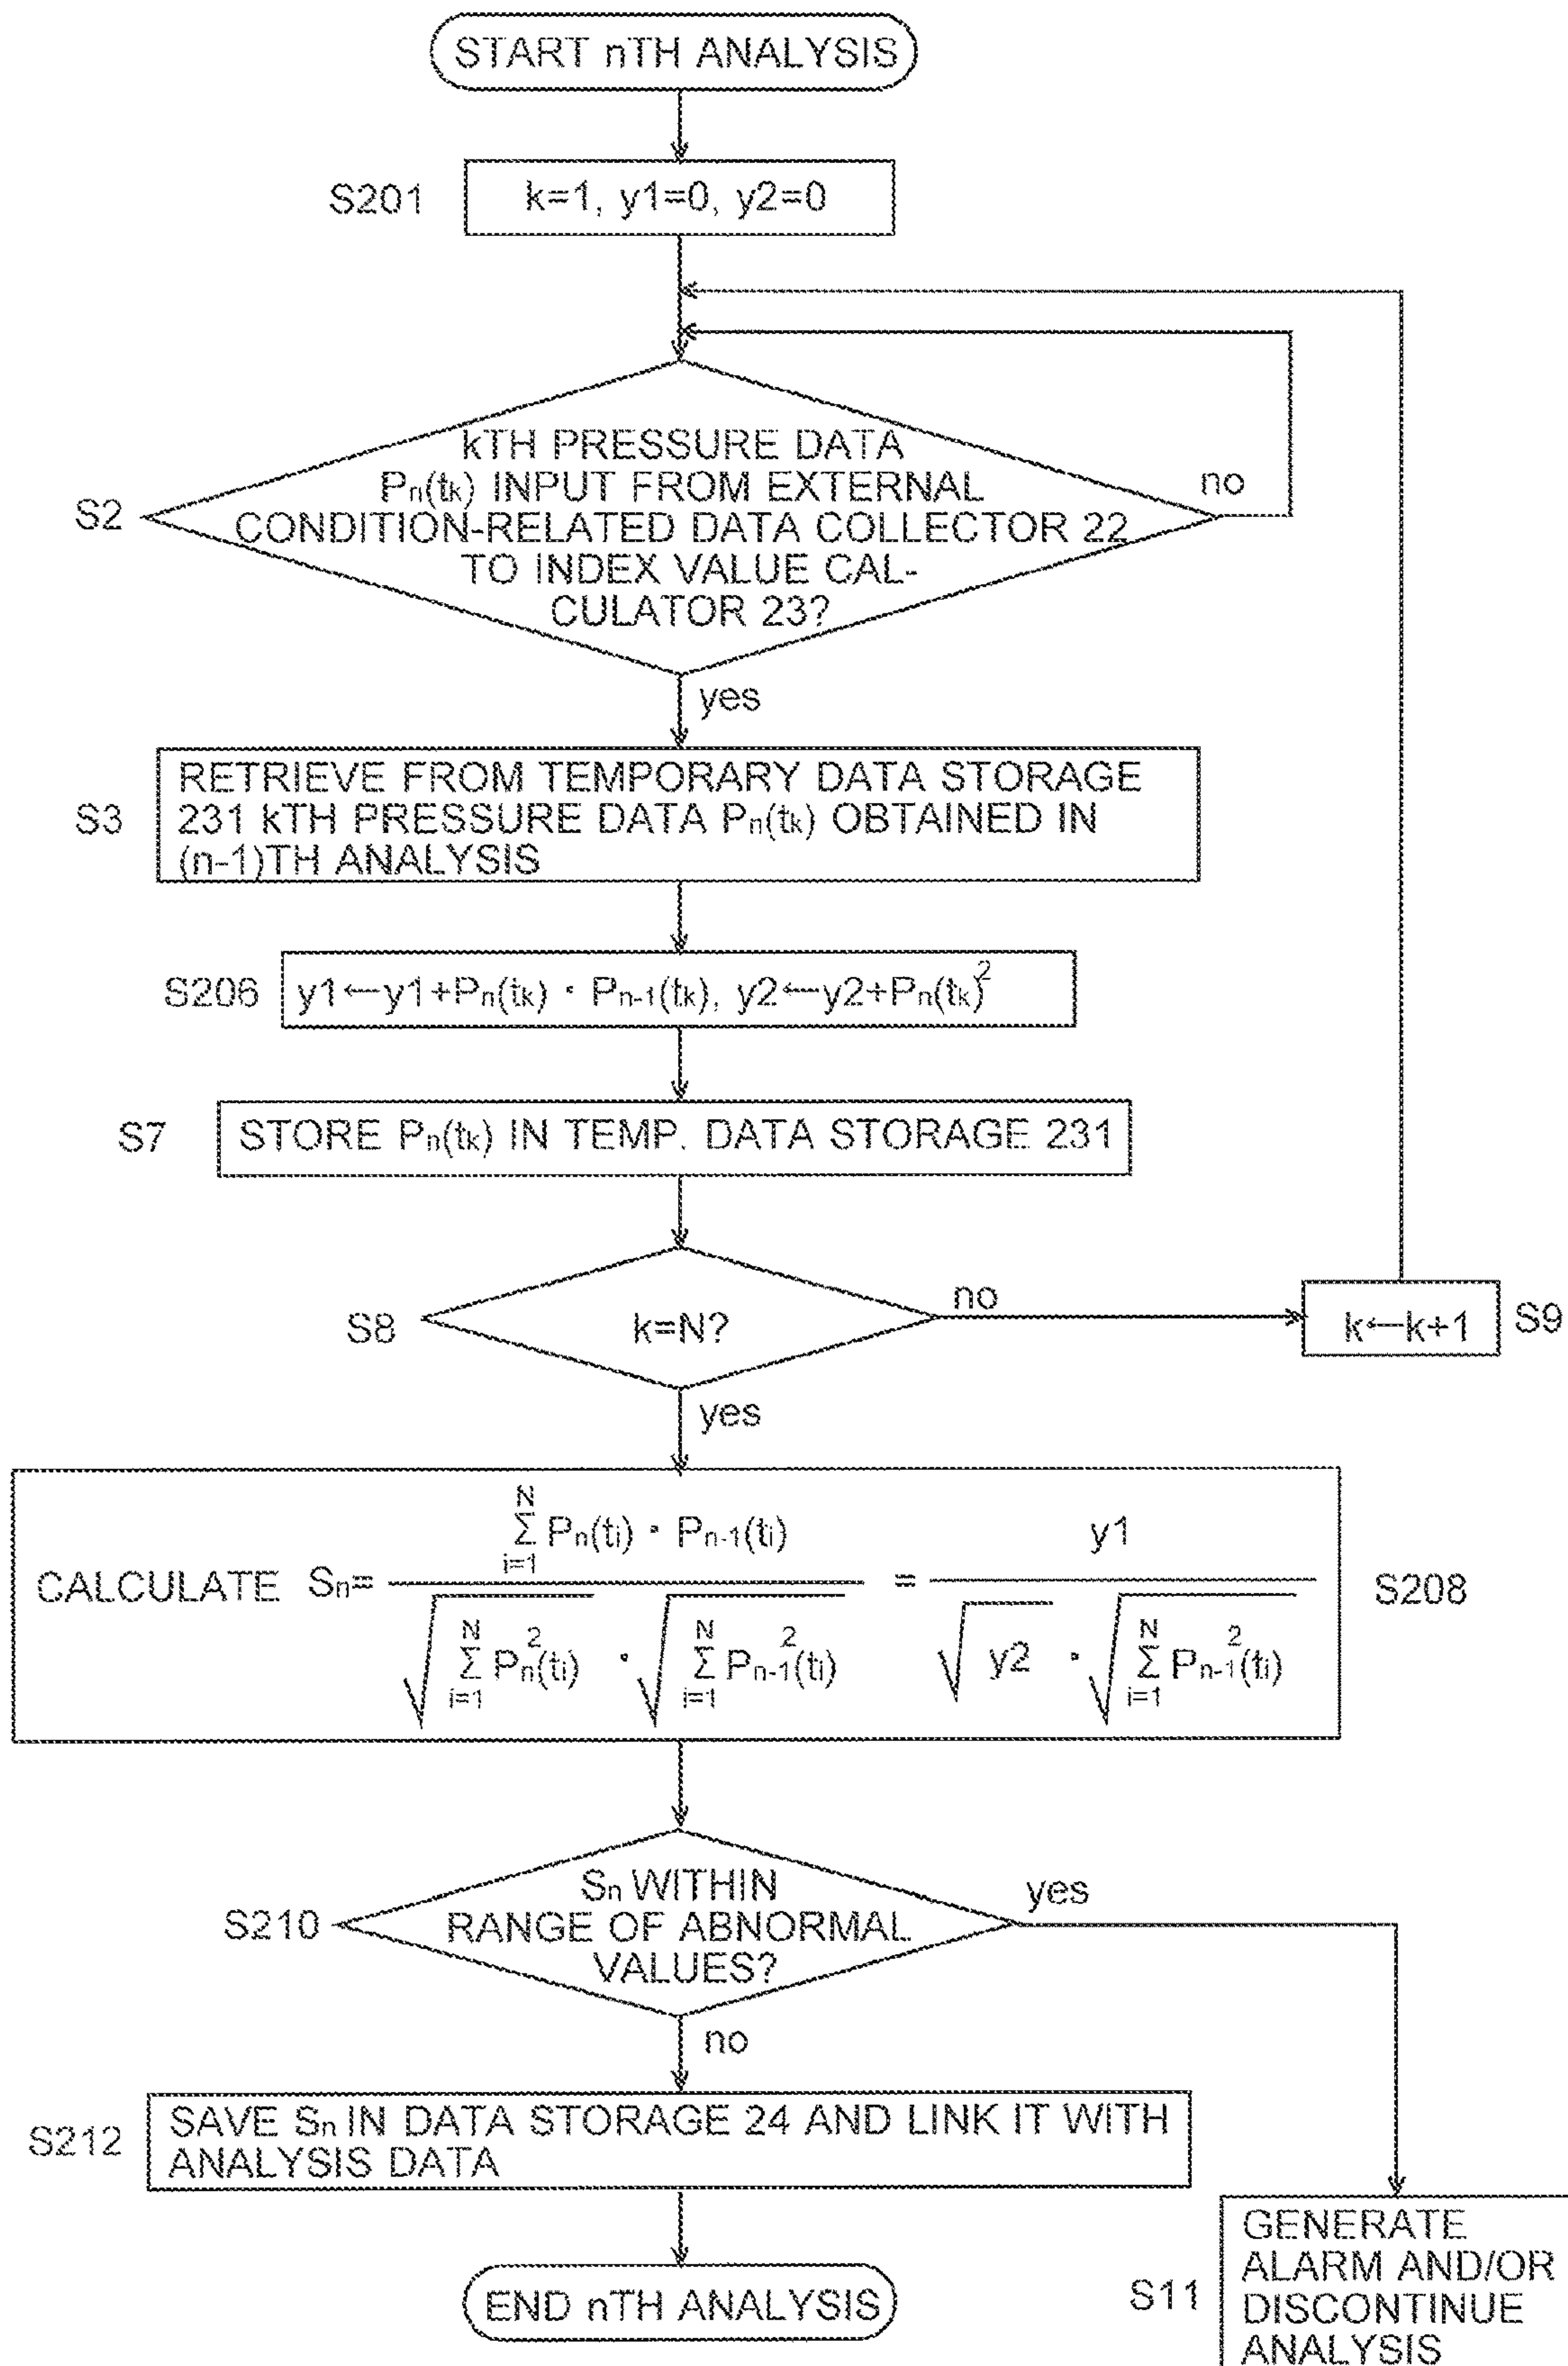 START nTH ANALYSIS
S201
k=1, y1=0, y2=0
kTH PRESSURE DATA
Pn(tk) INPUT FROM EXTERNAL
CONDITION-RELATED DATA COLLECTOR 22
TO INDEX VALUE CAL-
CULATOR 23?
S2
no
yes
S3
RETRIEVE FROM TEMPORARY DATA STORAGE
231 kTH PRESSURE DATA Pn(tk) OBTAINED IN
(n-1)TH ANALYSIS
S206
y1←y1+Pn(tk)・Pn-1(tk), y2←y2+Pn(tk)²
S7
STORE Pn(tk) IN TEMP. DATA STORAGE 231
S8
k=N?
no
k←k+1
S9
yes
CALCULATE Sn= N Σ i=1 Pn(ti)・Pn-1(ti) / √ N Σ i=1 Pn²(ti) ・ √ N Σ i=1 Pn-1²(ti) = y1 / √ y2 ・ √ N Σ i=1 Pn-1²(ti)
S208
S210
Sn WITHIN
RANGE OF ABNORMAL
VALUES?
yes
no
S212
SAVE Sn IN DATA STORAGE 24 AND LINK IT WITH
ANALYSIS DATA
END nTH ANALYSIS
S11
GENERATE
ALARM AND/OR
DISCONTINUE
ANALYSIS